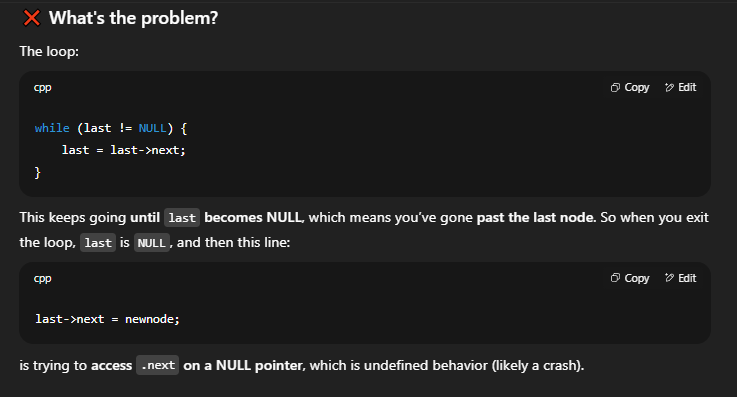 ❌ What's the problem?
The loop:
cpp
Copy Edit
while (last != NULL) {
    last = last->next;
}
This keeps going until last becomes NULL, which means you've gone past the last node. So when you exit
the loop, last is NULL, and then this line:
cpp
Copy Edit
last->next = newnode;
is trying to access .next on a NULL pointer, which is undefined behavior (likely a crash).